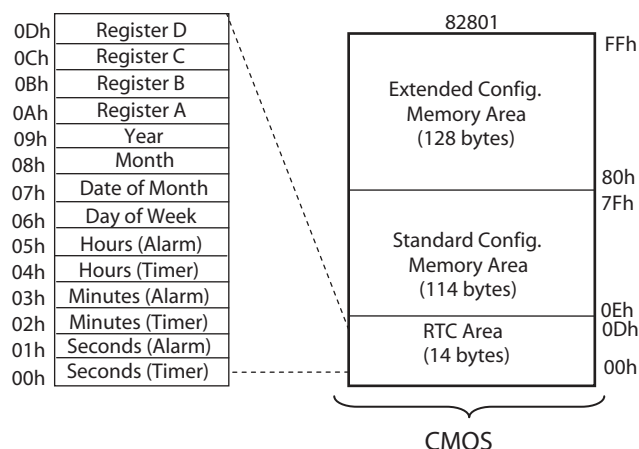 0Dh Register D
0Ch Register C
0Bh Register B
0Ah Register A
09h Year
08h Month
07h Date of Month
06h Day of Week
05h Hours (Alarm)
04h Hours (Timer)
03h Minutes (Alarm)
02h Minutes (Timer)
01h Seconds (Alarm)
00h Seconds (Timer)
82801
FFh
Extended Config.
Memory Area
(128 bytes)
80h
7Fh
Standard Config.
Memory Area
(114 bytes)
0Eh
0Dh
RTC Area
(14 bytes)
00h
CMOS